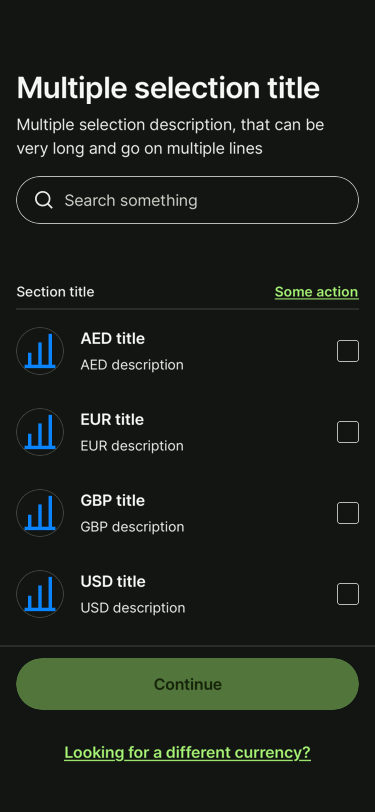 Multiple selection title
Multiple selection description, that can be
very long and go on multiple lines
Search something
Section title
Some action
AED title
AED description
EUR title
EUR description
GBP title
GBP description
USD title
USD description
Continue
Looking for a different currency?